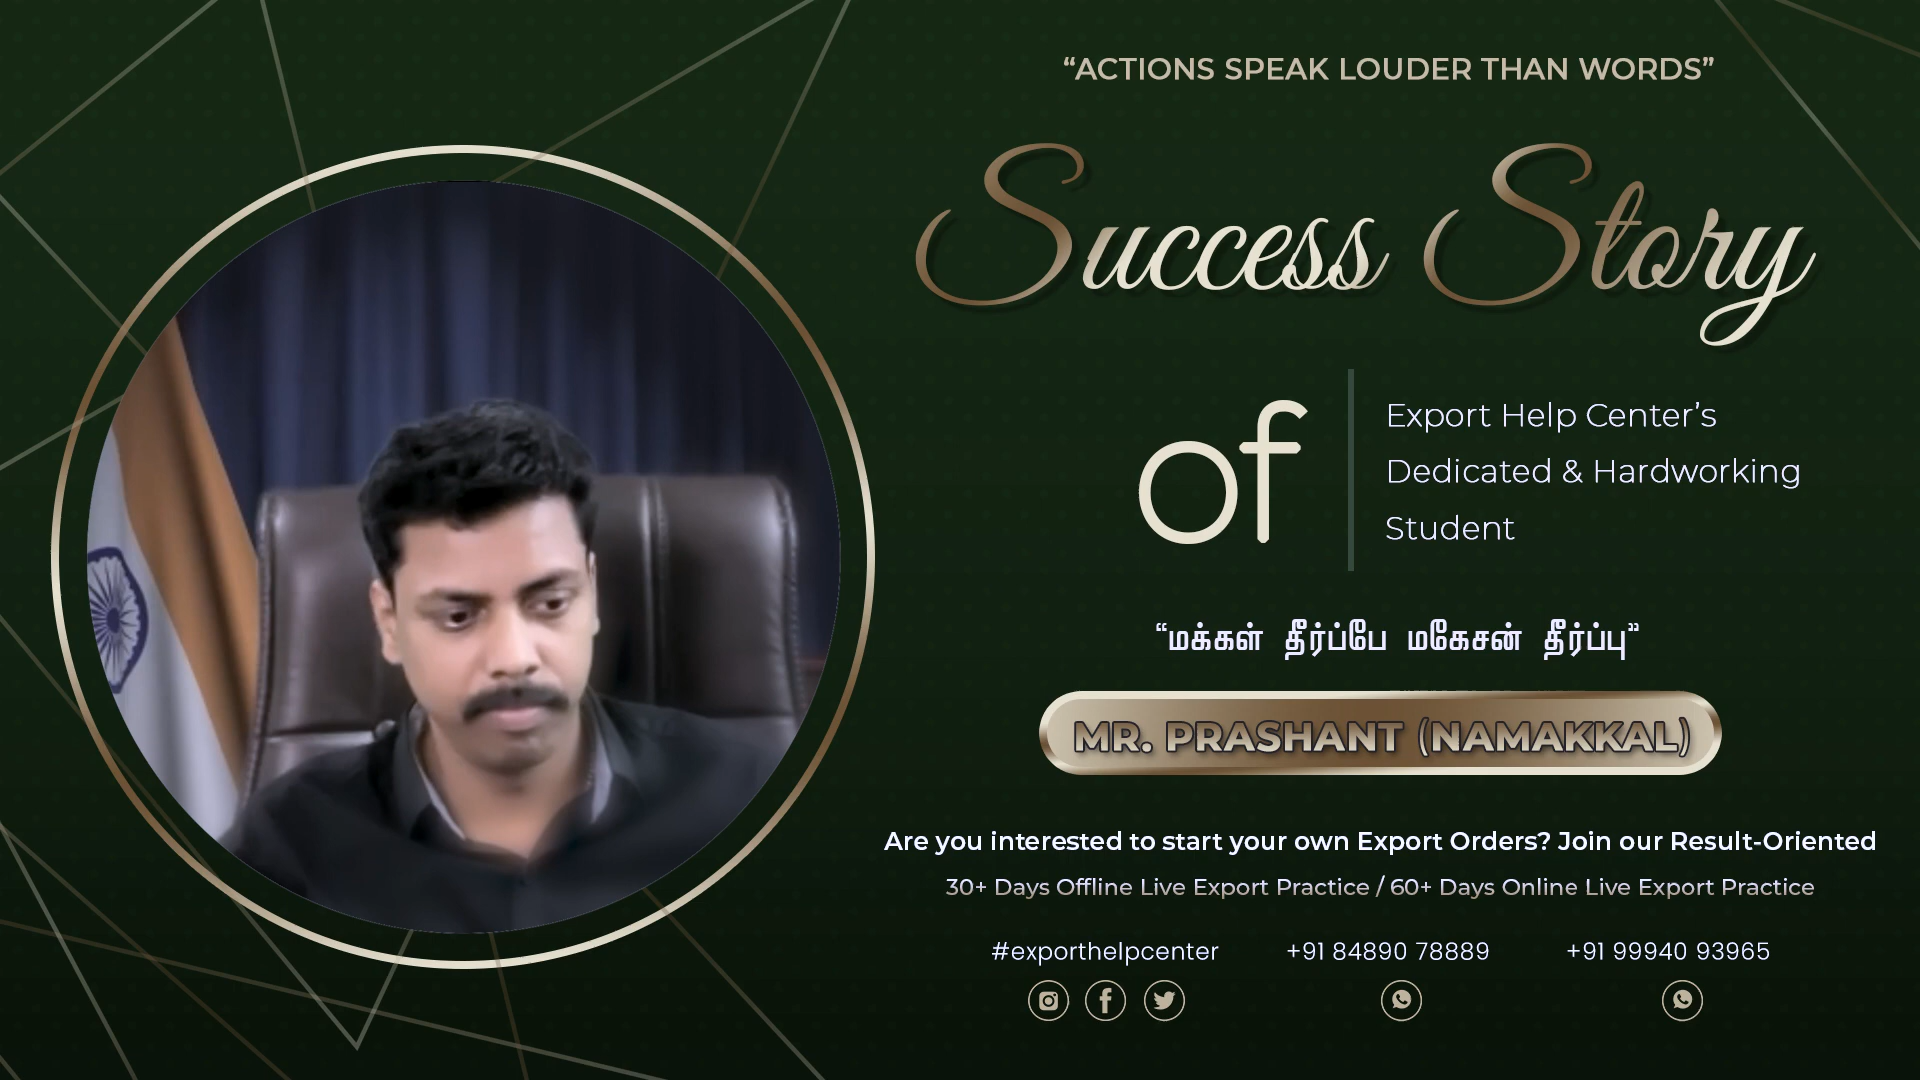 “ACTIONS SPEAK LOUDER THAN WORDS”
Success Story
of
Export Help Center’s
Dedicated & Hardworking
Student
“மக்கள் தீர்ப்பே மகேசன் தீர்ப்பு”
MR. PRASHANT (NAMAKKAL)
Are you interested to start your own Export Orders? Join our Result-Oriented
30+ Days Offline Live Export Practice / 60+ Days Online Live Export Practice
#exporthelpcenter +91 84890 78889 +91 99940 93965